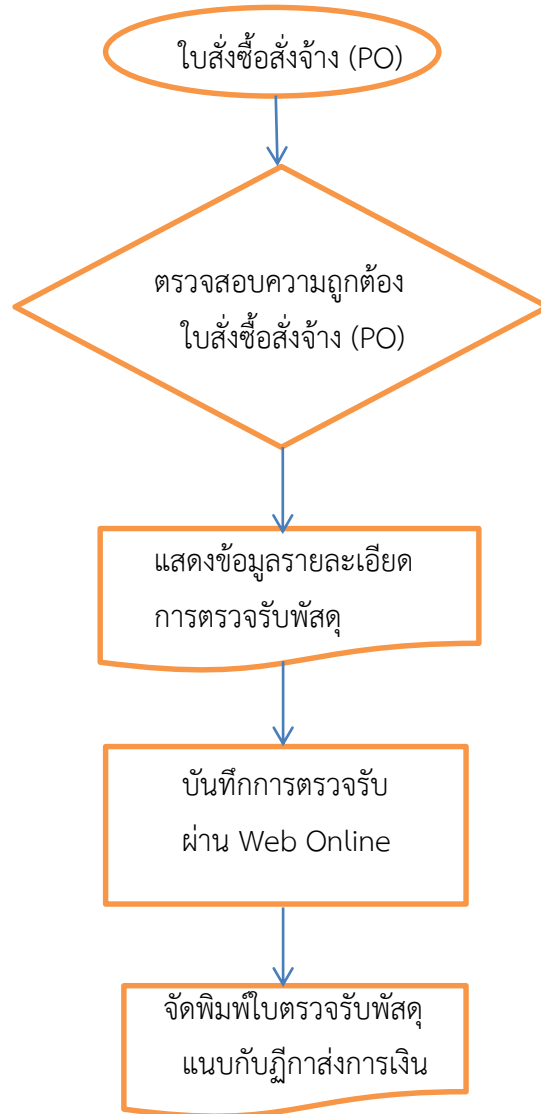 ใบสั่งซื้อสั่งจ้าง (PO)
ตรวจสอบความถูกต้อง
ใบสั่งซื้อสั่งจ้าง (PO)
แสดงข้อมูลรายละเอียด
การตรวจรับพัสดุ
บันทึกการตรวจรับ
ผ่าน Web Online
จัดพิมพ์ใบตรวจรับพัสดุ
แนบกับฏีกาส่งการเงิน